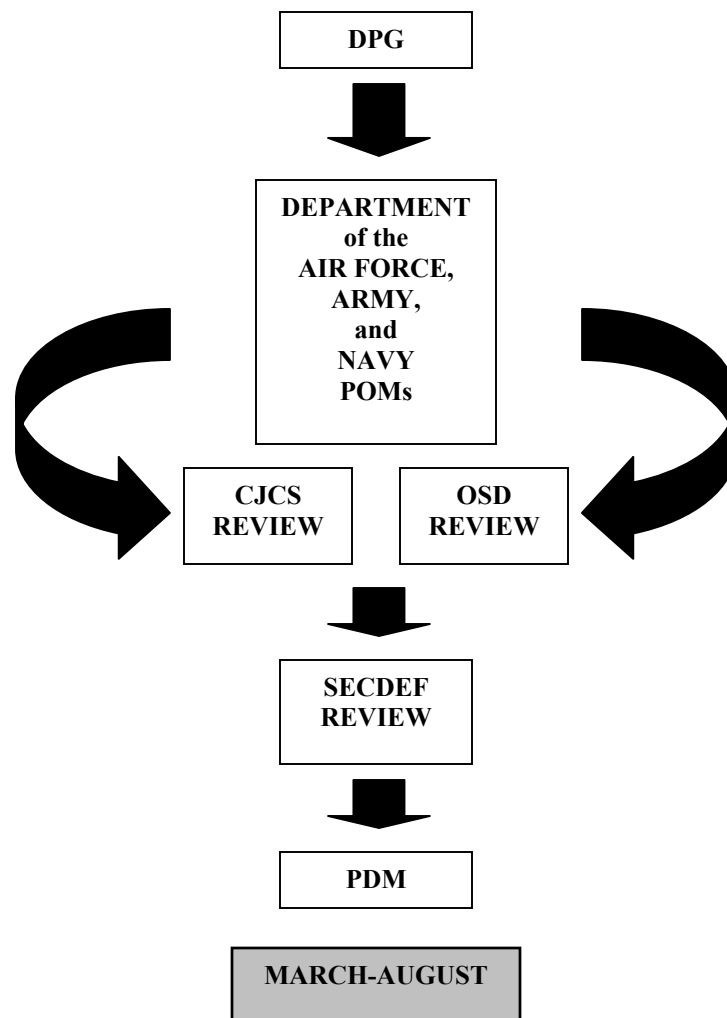 DPG
DEPARTMENT
of the
AIR FORCE,
ARMY,
and
NAVY
POMs
CJCS
REVIEW
OSD
REVIEW
SECDEF
REVIEW
PDM
MARCH-AUGUST